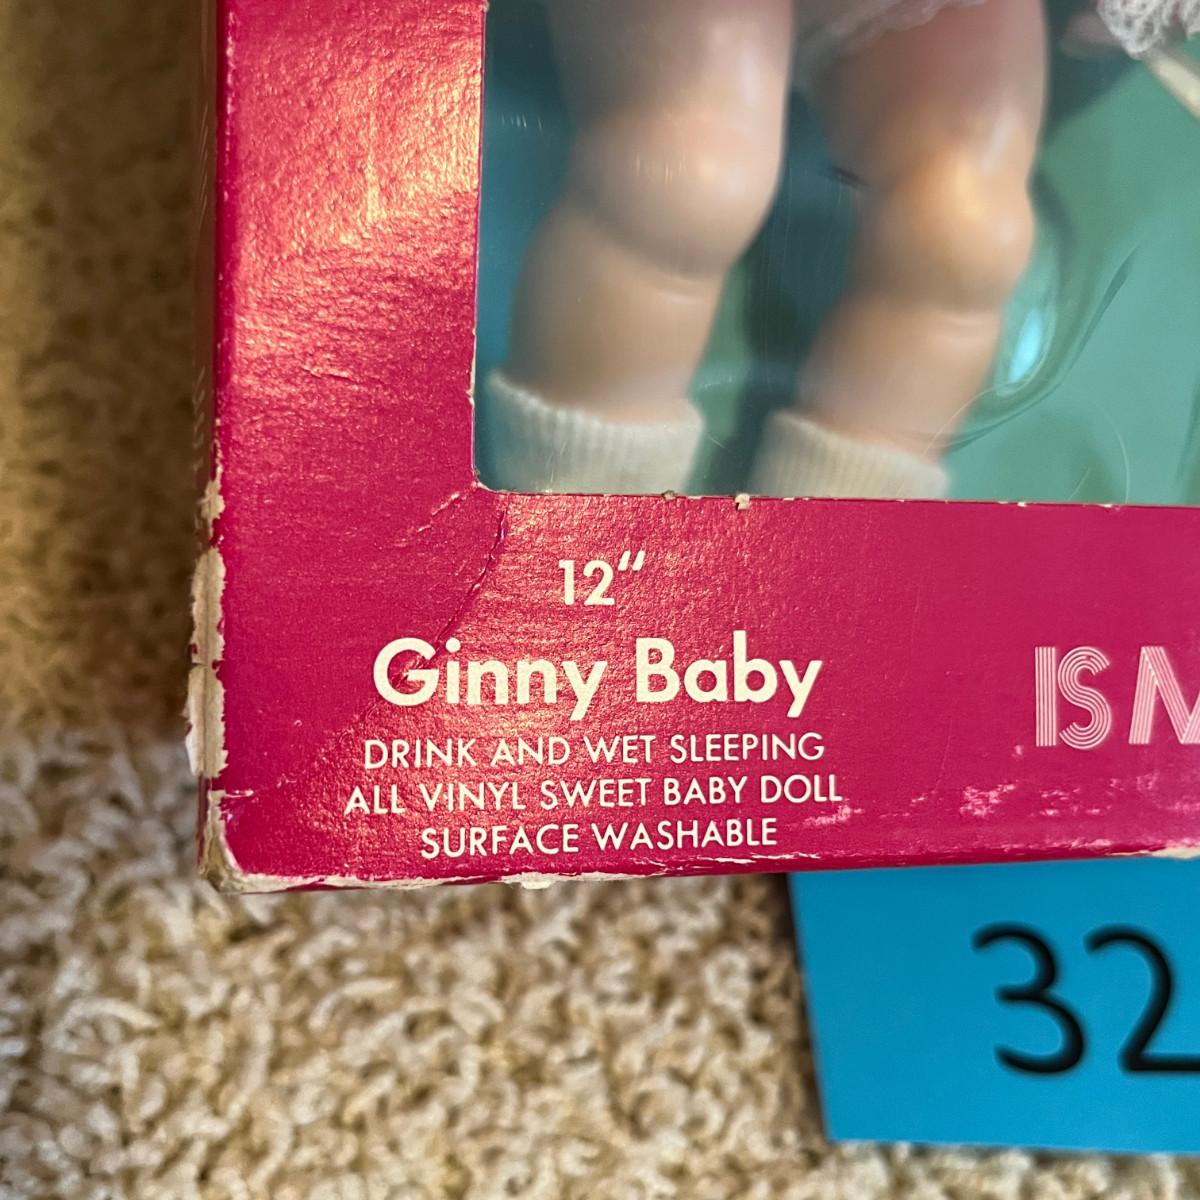 12"
Ginny Baby
DRINK AND WET SLEEPING
ALL VINYL SWEET BABY DOLL
SURFACE WASHABLE
IS
32